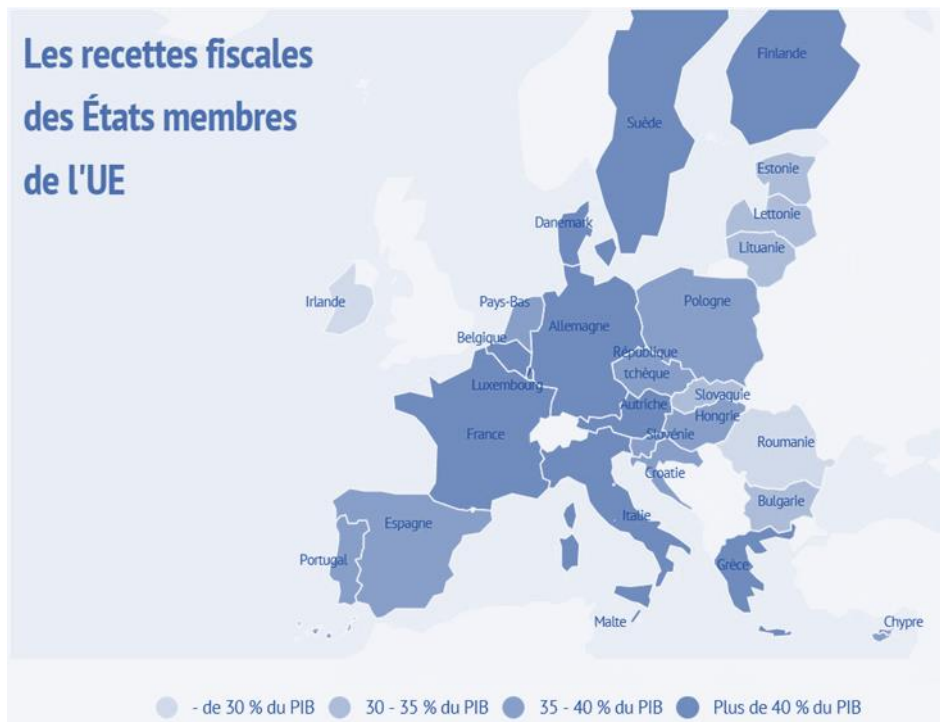 Les recettes fiscales
des États membres
de l'UE
Finlande
Suède
Estonie
Lettonie
Danemark
Lituanie
Irlande
Pays-Bas
Pologne
Allemagne
Belgique
République
tchèque
Luxembourg
Slovaquie
Autriche
Hongrie
France
Slovénie
Roumanie
Croatie
Bulgarie
Italie
Espagne
Portugal
Grèce
Malte
Chypre
- de 30 % du PIB
30 - 35 % du PIB
35 - 40 % du PIB
Plus de 40 % du PIB